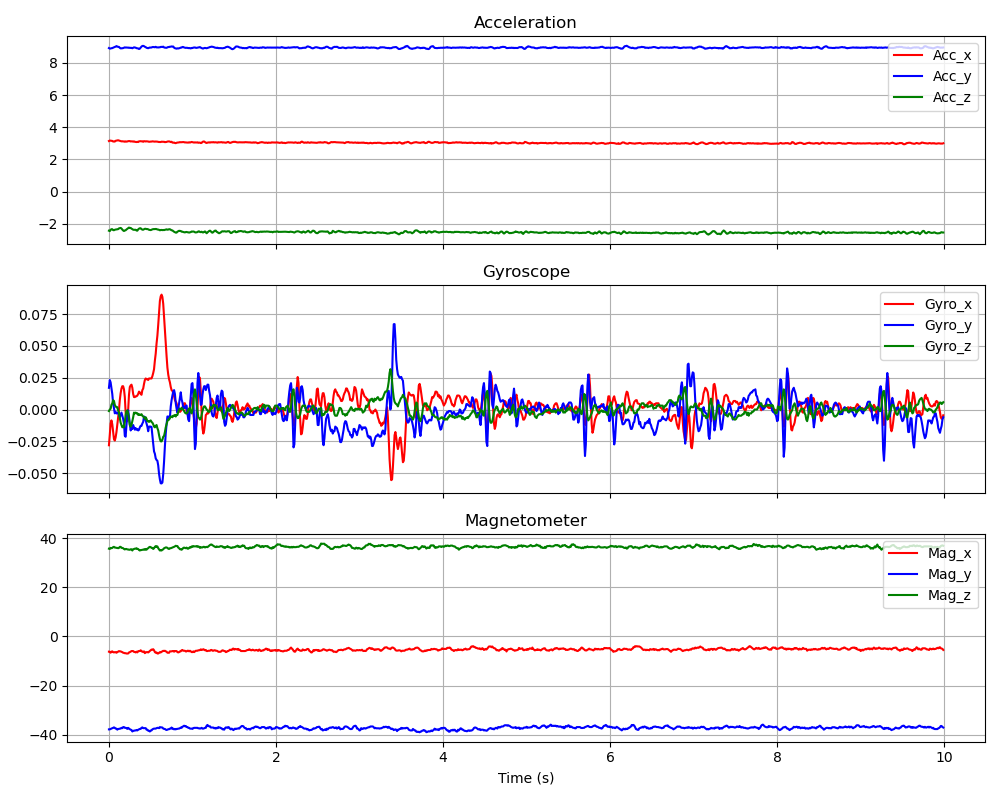 Acceleration
8
6
4
2
0
−2
Acc_x
Acc_y
Acc_z
Gyroscope
0.075
0.050
0.025
0.000
−0.025
−0.050
Gyro_x
Gyro_y
Gyro_z
Magnetometer
40
20
0
−20
−40
Mag_x
Mag_y
Mag_z
0 2 4 6 8 10
Time (s)